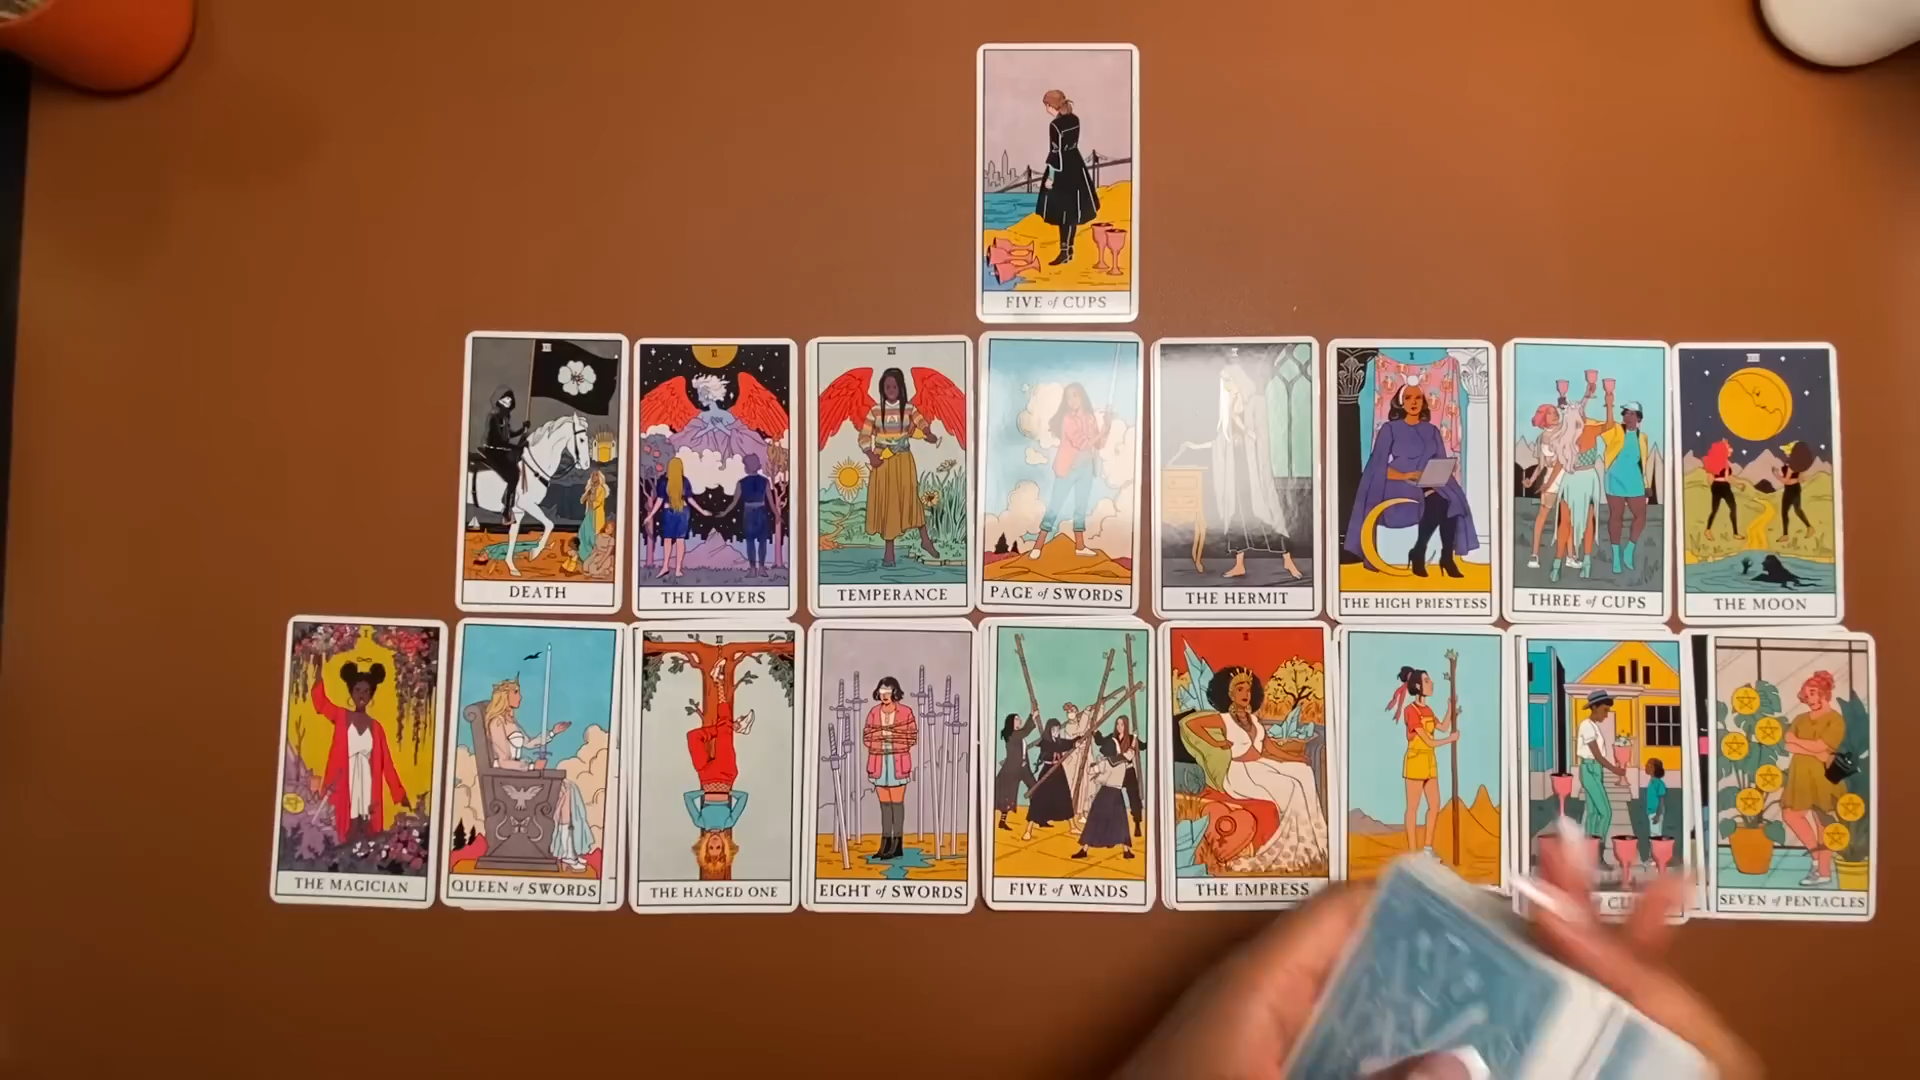 FIVE of CUPS
DEATH
VI
THE LOVERS
TEMPERANCE
PAGE of SWORDS
THE HERMIT
THE HIGH PRIESTESS
THREE of CUPS
THE MOON
I
THE MAGICIAN
QUEEN of SWORDS
THE HANGED ONE
EIGHT of SWORDS
FIVE of WANDS
THE EMPRESS
SEVEN of PENTACLES